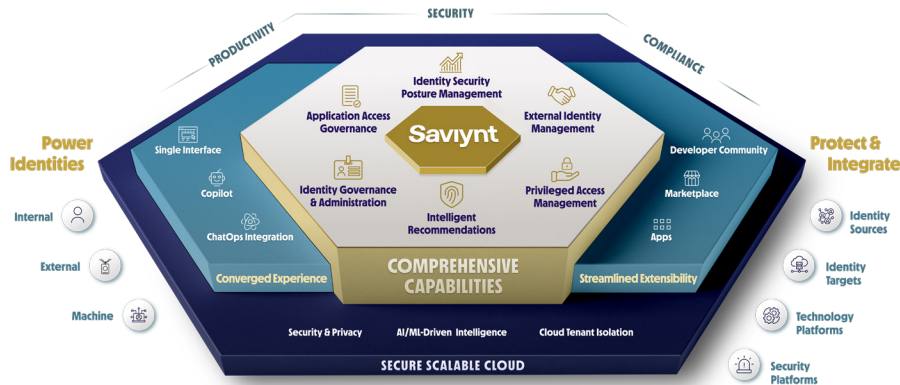 SECURITY
PRODUCTIVITY
COMPLIANCE
Power
Identities
Internal
External
Machine
Single Interface
Copilot
ChatOps Integration
Converged Experience
Identity Security
Posture Management
Application Access
Governance
External Identity
Management
Saviynt
Identity Governance
& Administration
Privileged Access
Management
Intelligent
Recommendations
COMPREHENSIVE
CAPABILITIES
Developer Community
Marketplace
Apps
Streamlined Extensibility
Protect &
Integrate
Identity
Sources
Identity
Targets
Technology
Platforms
Security
Platforms
Security & Privacy
AI/ML-Driven Intelligence
Cloud Tenant Isolation
SECURE SCALABLE CLOUD